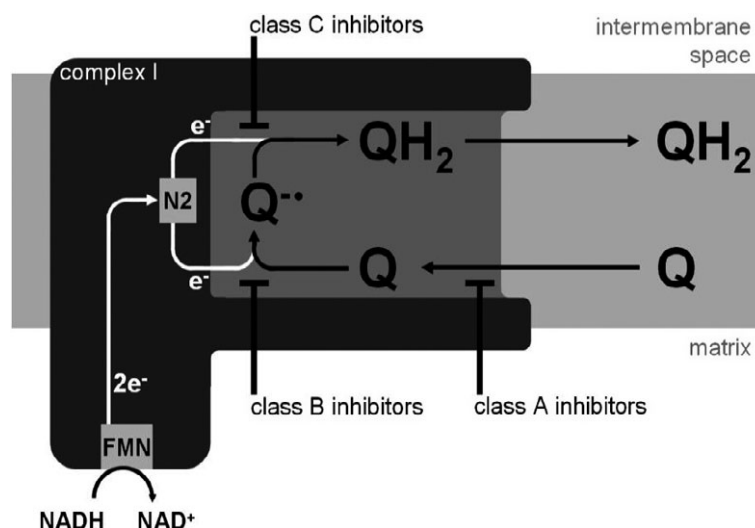 class C inhibitors
intermembrane
space
complex I
e-
QH2
QH2
N2
Q-•
e-
Q
Q
matrix
2e-
class B inhibitors
class A inhibitors
FMN
NADH
NAD+